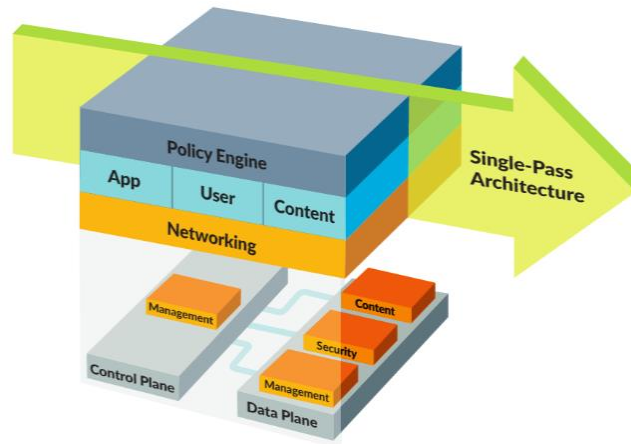 Policy Engine
App
User
Content
Networking
Single-Pass
Architecture
Management
Control Plane
Content
Security
Management
Data Plane